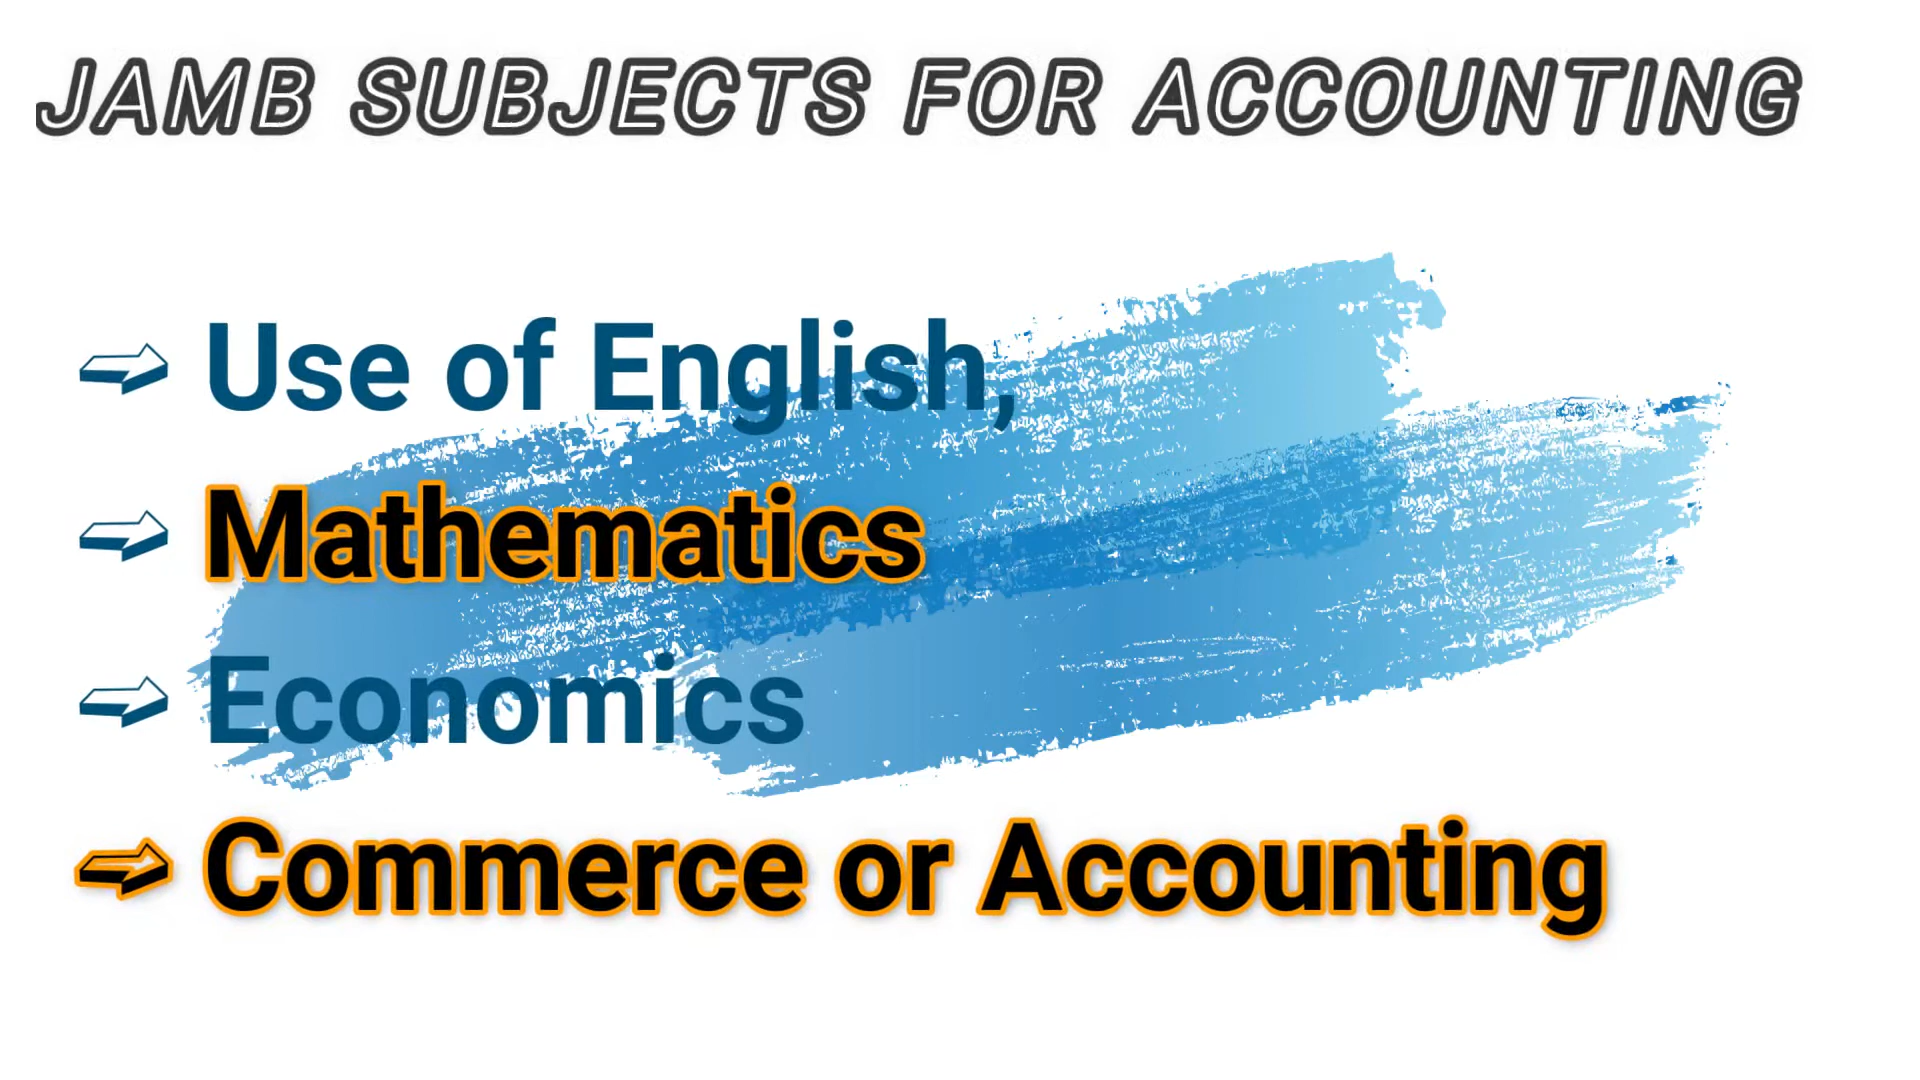 JAMB SUBJECTS FOR ACCOUNTING
⇨ Use of English,
⇨ Mathematics
⇨ Economics
⇨ Commerce or Accounting